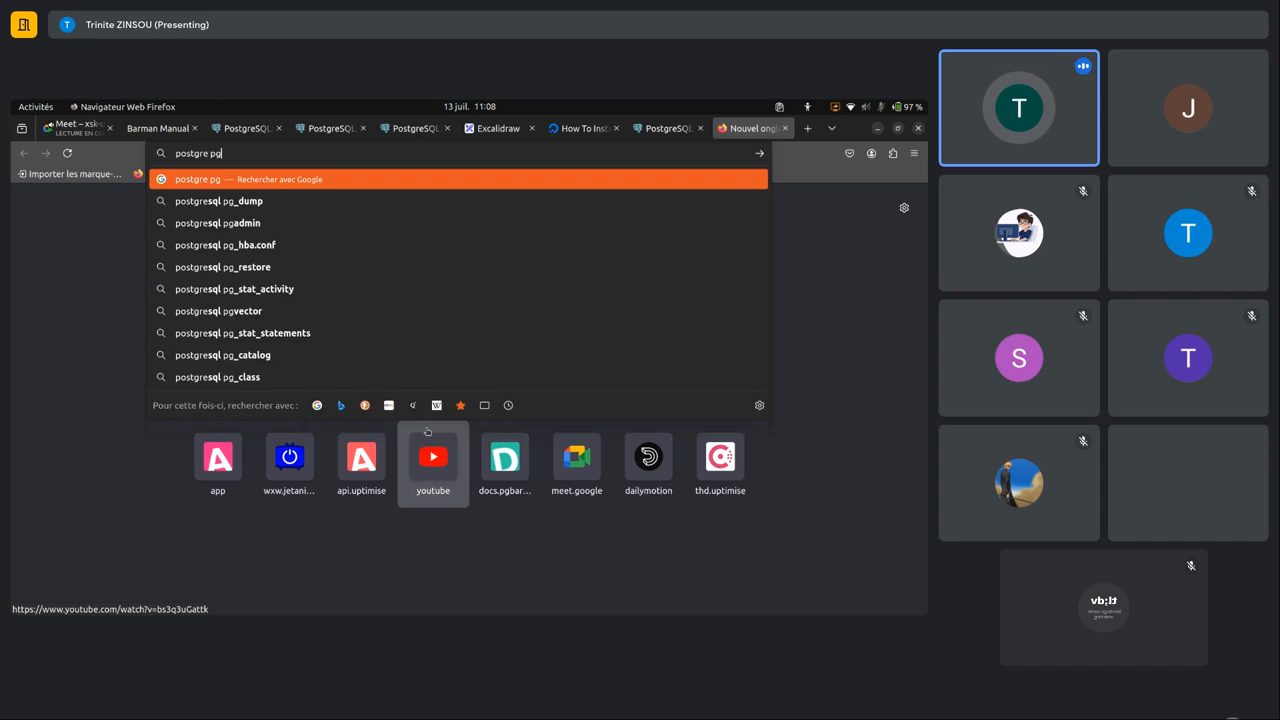 T Trinite ZINSOU (Presenting)
Activités Navigateur Web Firefox 13 juil. 11:08 97 %
Meet – xsk-
LECTURE EN CO
Barman Manual
PostgreSQL
PostgreSQL
PostgreSQL
Excalidraw
How To Inst
PostgreSQL
Nouvel ongl
postgre pg
Importer les marque-...
postgre pg — Rechercher avec Google
postgresql pg_dump
postgresql pgadmin
postgresql pg_hba.conf
postgresql pg_restore
postgresql pg_stat_activity
postgresql pgvector
postgresql pg_stat_statements
postgresql pg_catalog
postgresql pg_class
Pour cette fois-ci, rechercher avec :
app
wxw.jetani...
api.uptimise
youtube
docs.pgbar...
meet.google
dailymotion
thd.uptimise
https://www.youtube.com/watch?v=bs3q3uGattk
T
J
T
S
T